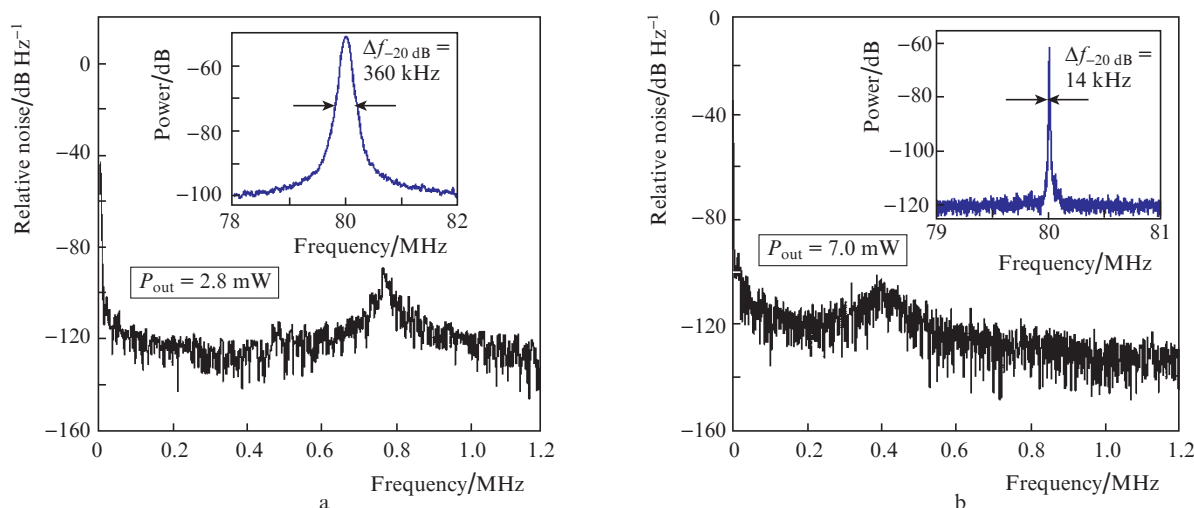 Relative noise/dB Hz⁻¹
0
−40
−80
−120
−160
0
0.2
0.4
0.6
0.8
1.0
1.2
Frequency/MHz
Power/dB
−60
−80
−100
78
80
82
Frequency/MHz
Δf−20 dB =
360 kHz
Pout = 2.8 mW
a
Relative noise/dB Hz⁻¹
0
−40
−80
−120
−160
0
0.2
0.4
0.6
0.8
1.0
1.2
Frequency/MHz
Power/dB
−60
−80
−100
−120
79
80
81
Frequency/MHz
Δf−20 dB =
14 kHz
Pout = 7.0 mW
b